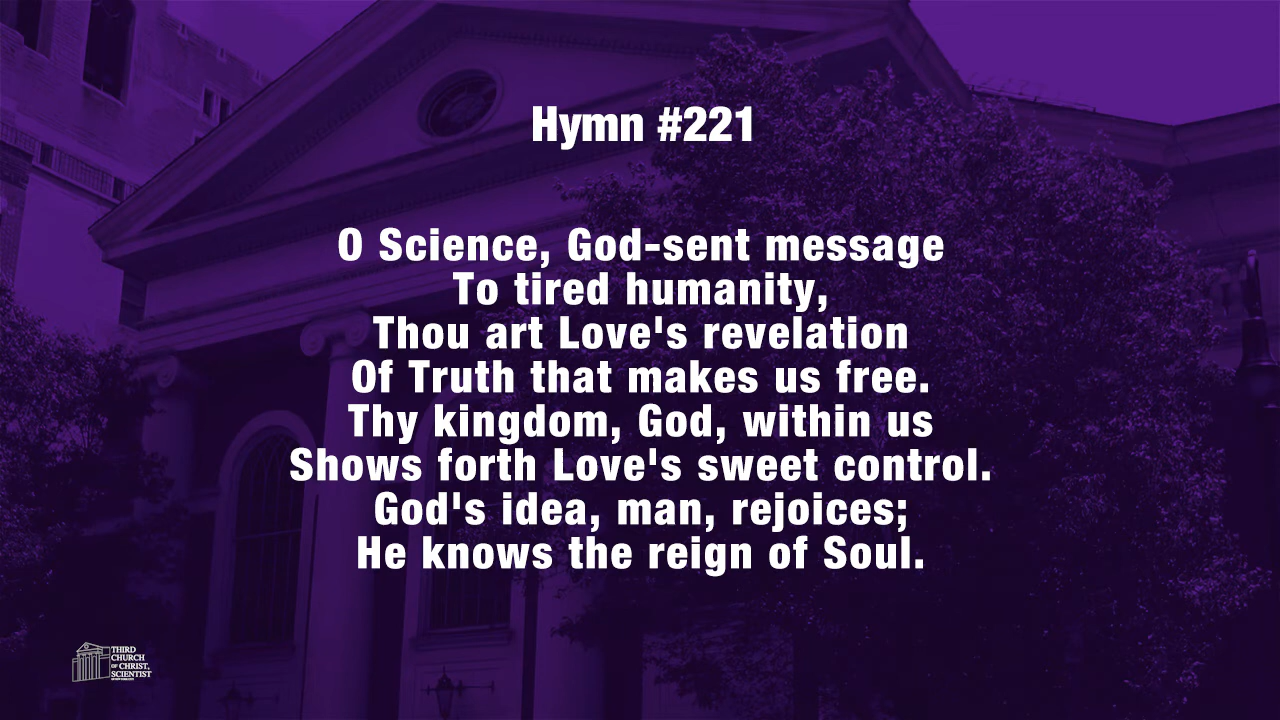 Hymn #221
O Science, God-sent message
To tired humanity,
Thou art Love's revelation
Of Truth that makes us free.
Thy kingdom, God, within us
Shows forth Love's sweet control.
God's idea, man, rejoices;
He knows the reign of Soul.
THIRD
CHURCH
OF CHRIST,
SCIENTIST